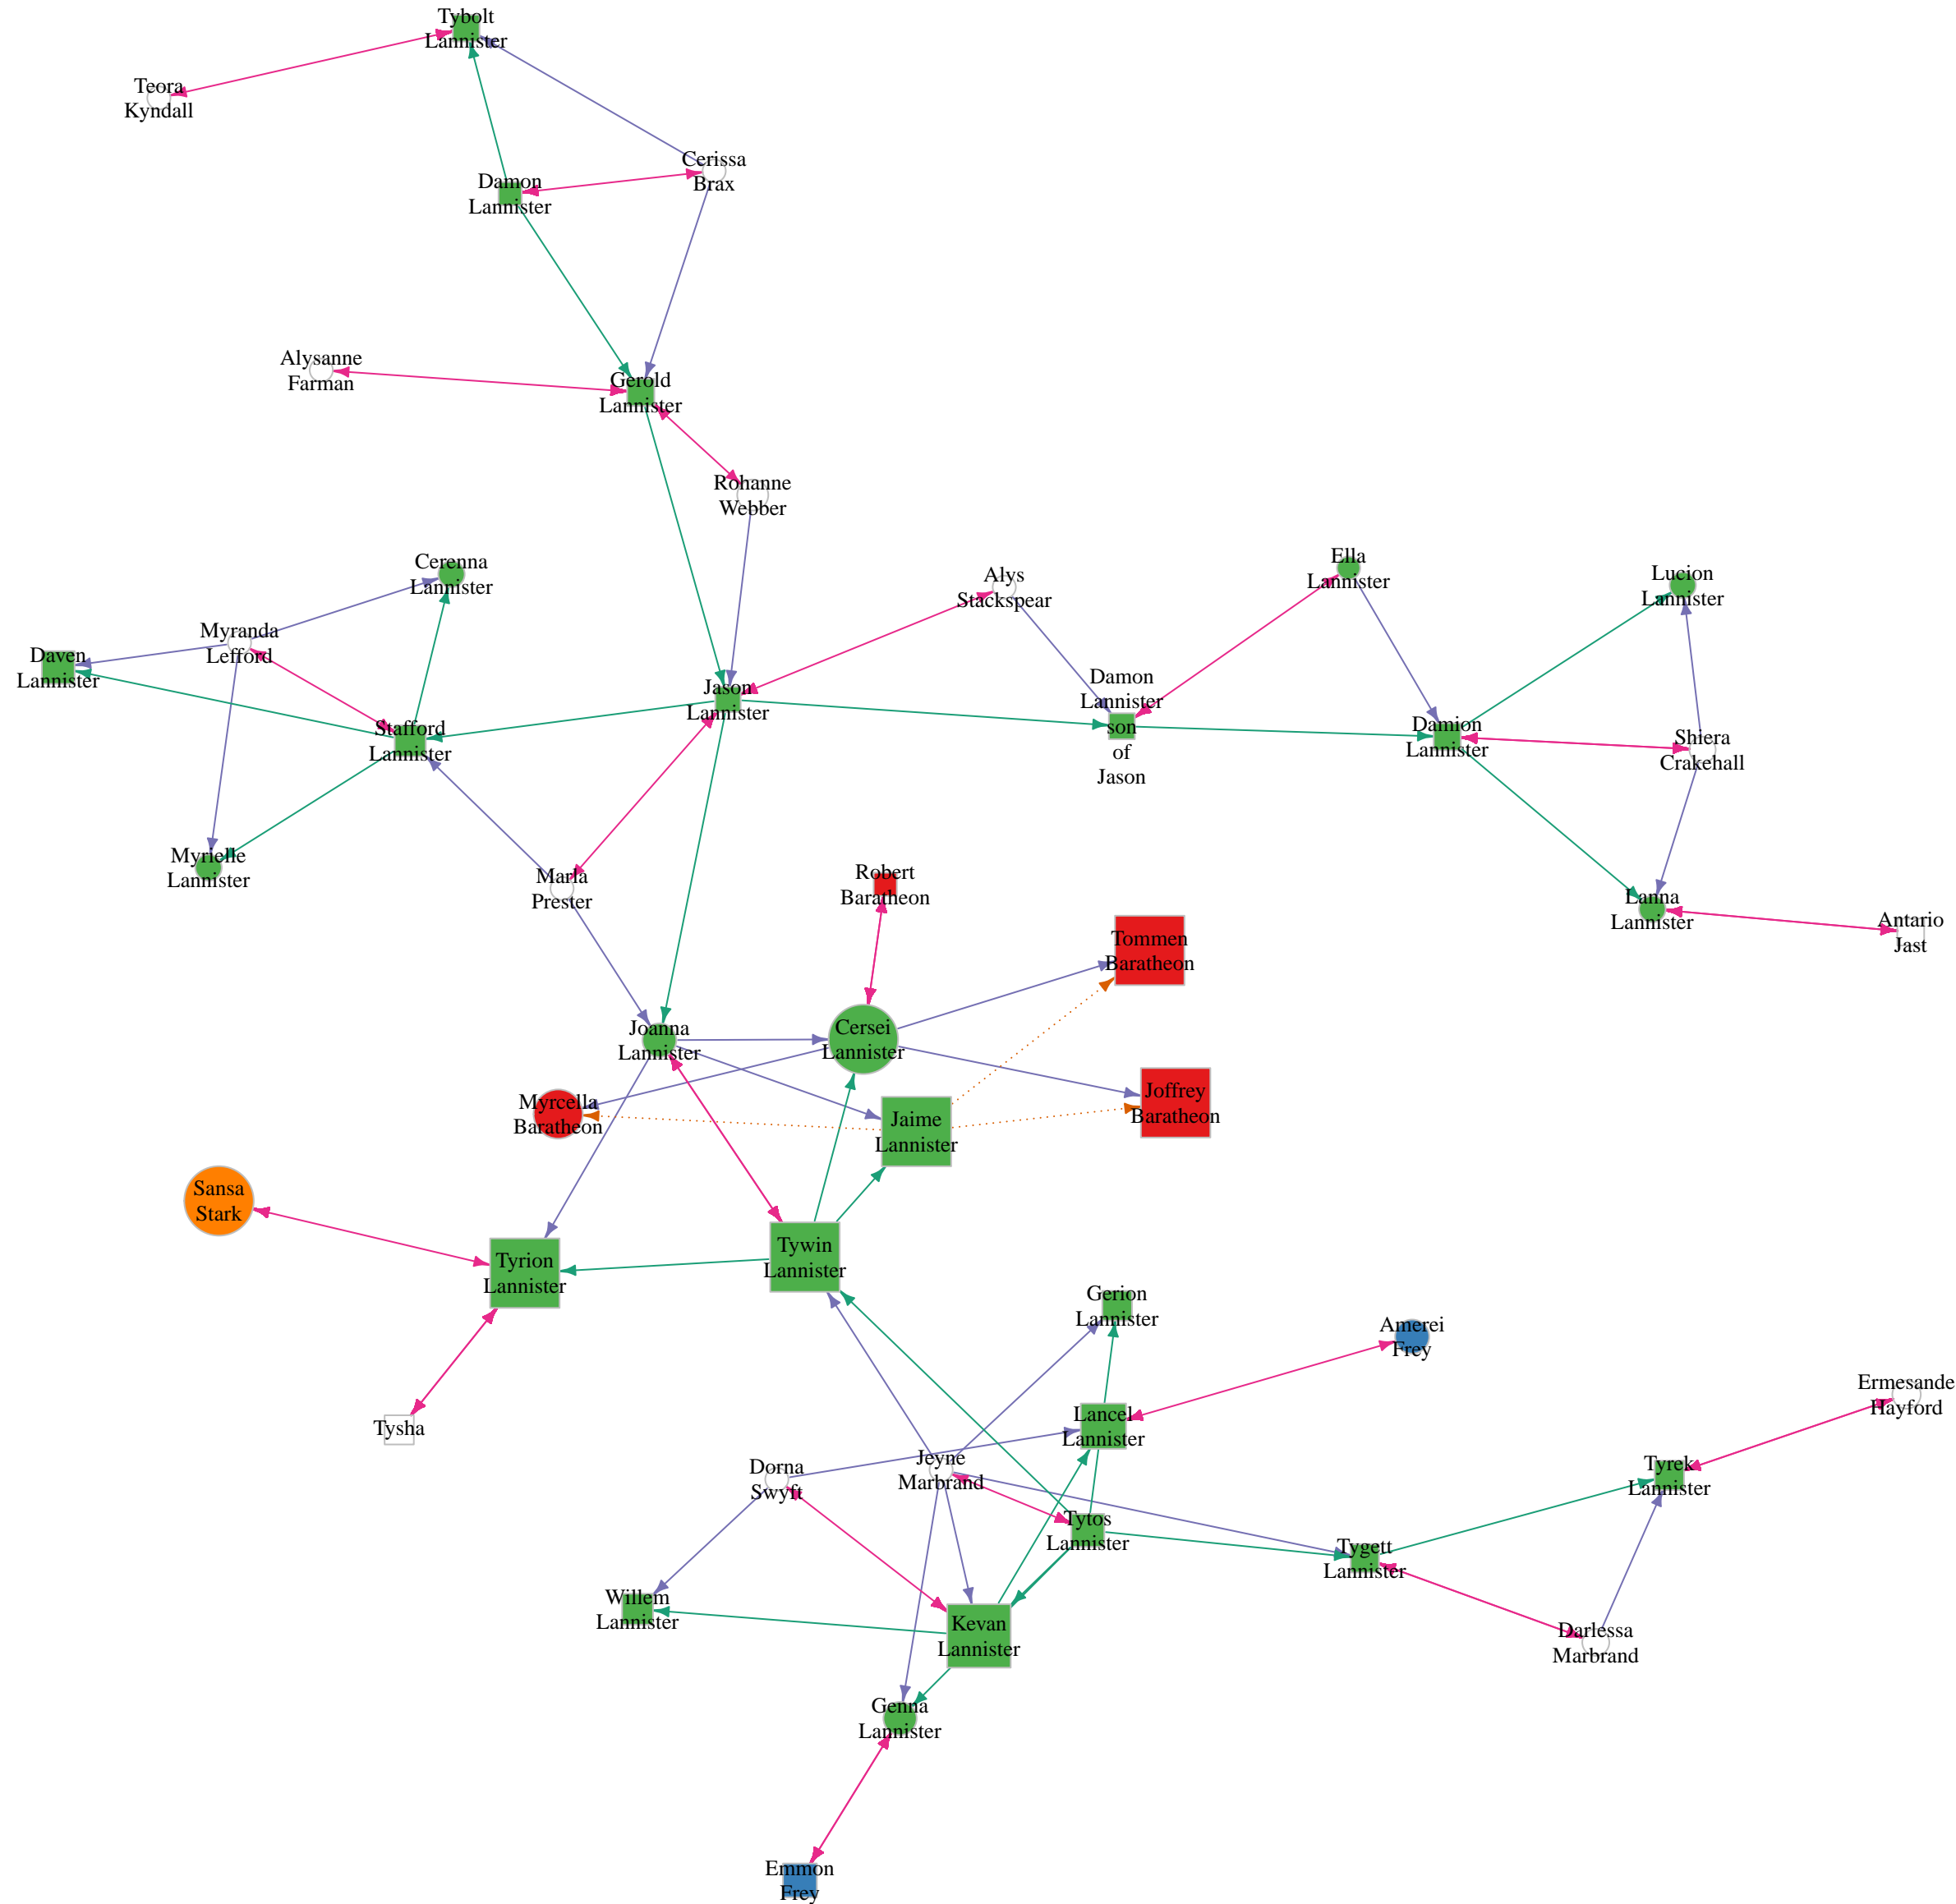 Tybolt
Lannister
Teora
Kyndall
Cerissa
Brax
Damon
Lannister
Alysanne
Farman
Gerold
Lannister
Rohanne
Webber
Cerenna
Lannister
Alys
Stackspear
Ella
Lannister
Lucion
Lannister
Myranda
Lefford
Daven
Lannister
Damon
Lannister
son
of
Jason
Jason
Lannister
Stafford
Lannister
Damion
Lannister
Shiera
Crakehall
Myrielle
Lannister
Marla
Prester
Robert
Baratheon
Lanna
Lannister
Antario
Jast
Tommen
Baratheon
Joanna
Lannister
Cersei
Lannister
Myrcella
Baratheon
Jaime
Lannister
Joffrey
Baratheon
Sansa
Stark
Tyrion
Lannister
Tywin
Lannister
Gerion
Lannister
Amerei
Frey
Ermesande
Hayford
Tysha
Lancel
Lannister
Dorna
Swyft
Jeyne
Marbrand
Tyrek
Lannister
Tytos
Lannister
Tygett
Lannister
Willem
Lannister
Kevan
Lannister
Darlessa
Marbrand
Genna
Lannister
Emmon
Frey